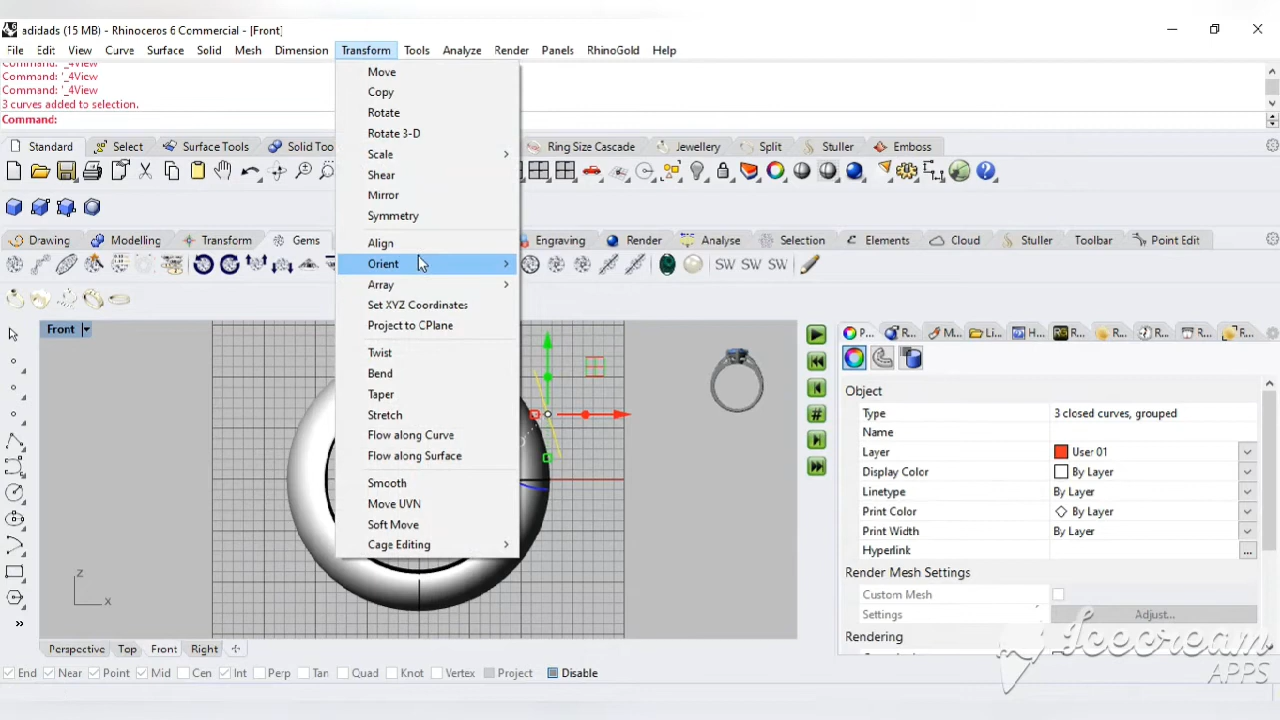 adidads (15 MB) - Rhinoceros 6 Commercial - [Front]
File Edit View Curve Surface Solid Mesh Dimension Transform Tools Analyze Render Panels RhinoGold Help
Command: '_4View
Command: '_4View
Command: '_4View
3 curves added to selection.
Command:
Standard Select Surface Tools Solid Too Ring Size Cascade Jewellery Split Stuller Emboss
Drawing Modelling Transform Gems Engraving Render Analyse Selection Elements Cloud Stuller Toolbar Point Edit
SW SW SW
Move
Copy
Rotate
Rotate 3-D
Scale
Shear
Mirror
Symmetry
Align
Orient
Array
Set XYZ Coordinates
Project to CPlane
Twist
Bend
Taper
Stretch
Flow along Curve
Flow along Surface
Smooth
Move UVN
Soft Move
Cage Editing
Front
z
x
P... R... M... Li... H... R... R... R... R... F...
Object
Type 3 closed curves, grouped
Name
Layer User 01
Display Color By Layer
Linetype By Layer
Print Color By Layer
Print Width By Layer
Hyperlink ...
Render Mesh Settings
Custom Mesh
Settings Adjust...
Rendering
Perspective Top Front Right
End Near Point Mid Cen Int Perp Tan Quad Knot Vertex Project Disable
Icecream
APPS